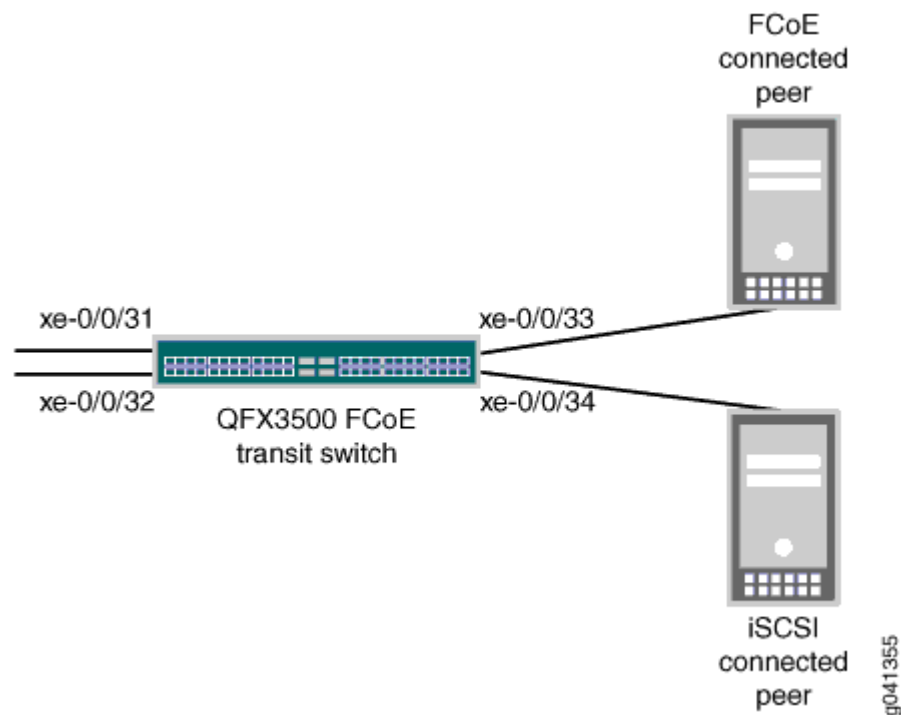 FCoE
connected
peer
xe-0/0/31
xe-0/0/33
xe-0/0/32
xe-0/0/34
QFX3500 FCoE
transit switch
iSCSI
connected
peer
g041355